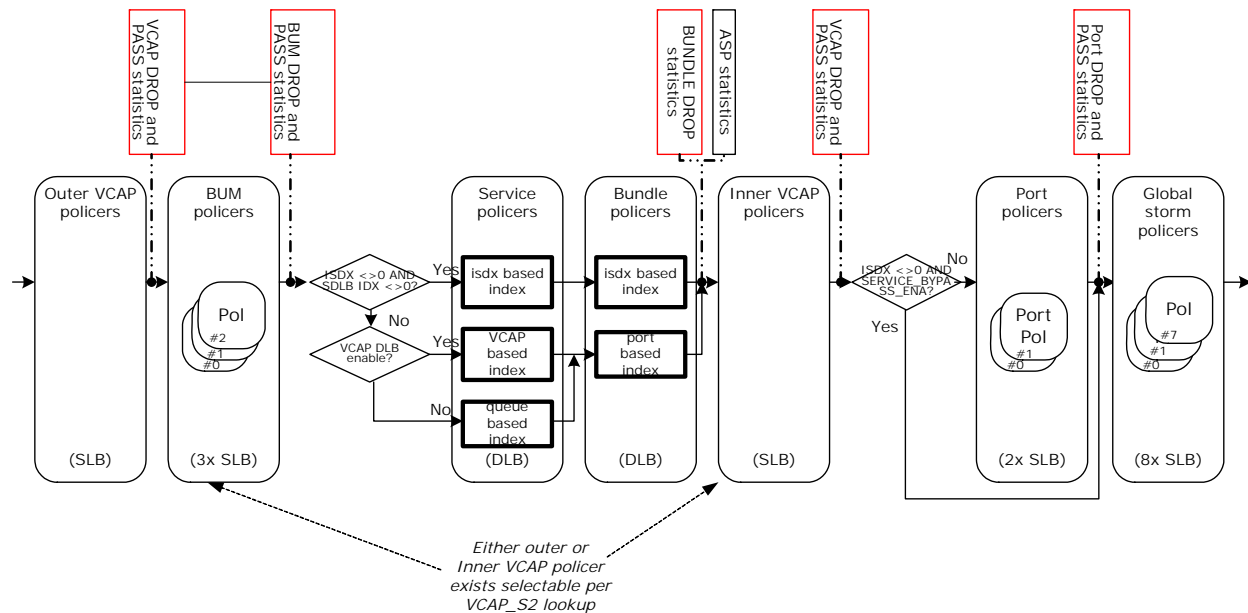 VCAP DROP and
PASS statistics
BUM DROP and
PASS statistics
BUNDLE DROP
statistics
ASP statistics
VCAP DROP and
PASS statistics
Port DROP and
PASS statistics
Outer VCAP
policers
(SLB)
BUM
policers
Pol
#2
#1
#0
(3x SLB)
ISDX <>0 AND
SDLB IDX <>0?
Yes
No
VCAP DLB
enable?
Yes
No
Service
policers
isdx based
index
VCAP
based
index
queue
based
index
(DLB)
Bundle
policers
isdx based
index
port
based
index
(DLB)
Inner VCAP
policers
(SLB)
ISDX <>0 AND
SERVICE_BYPA
SS_ENA?
No
Yes
Port
policers
Port
Pol
#1
#0
(2x SLB)
Global
storm
policers
Pol
#7
#1
#0
(8x SLB)
Either outer or
Inner VCAP policer
exists selectable per
VCAP_S2 lookup